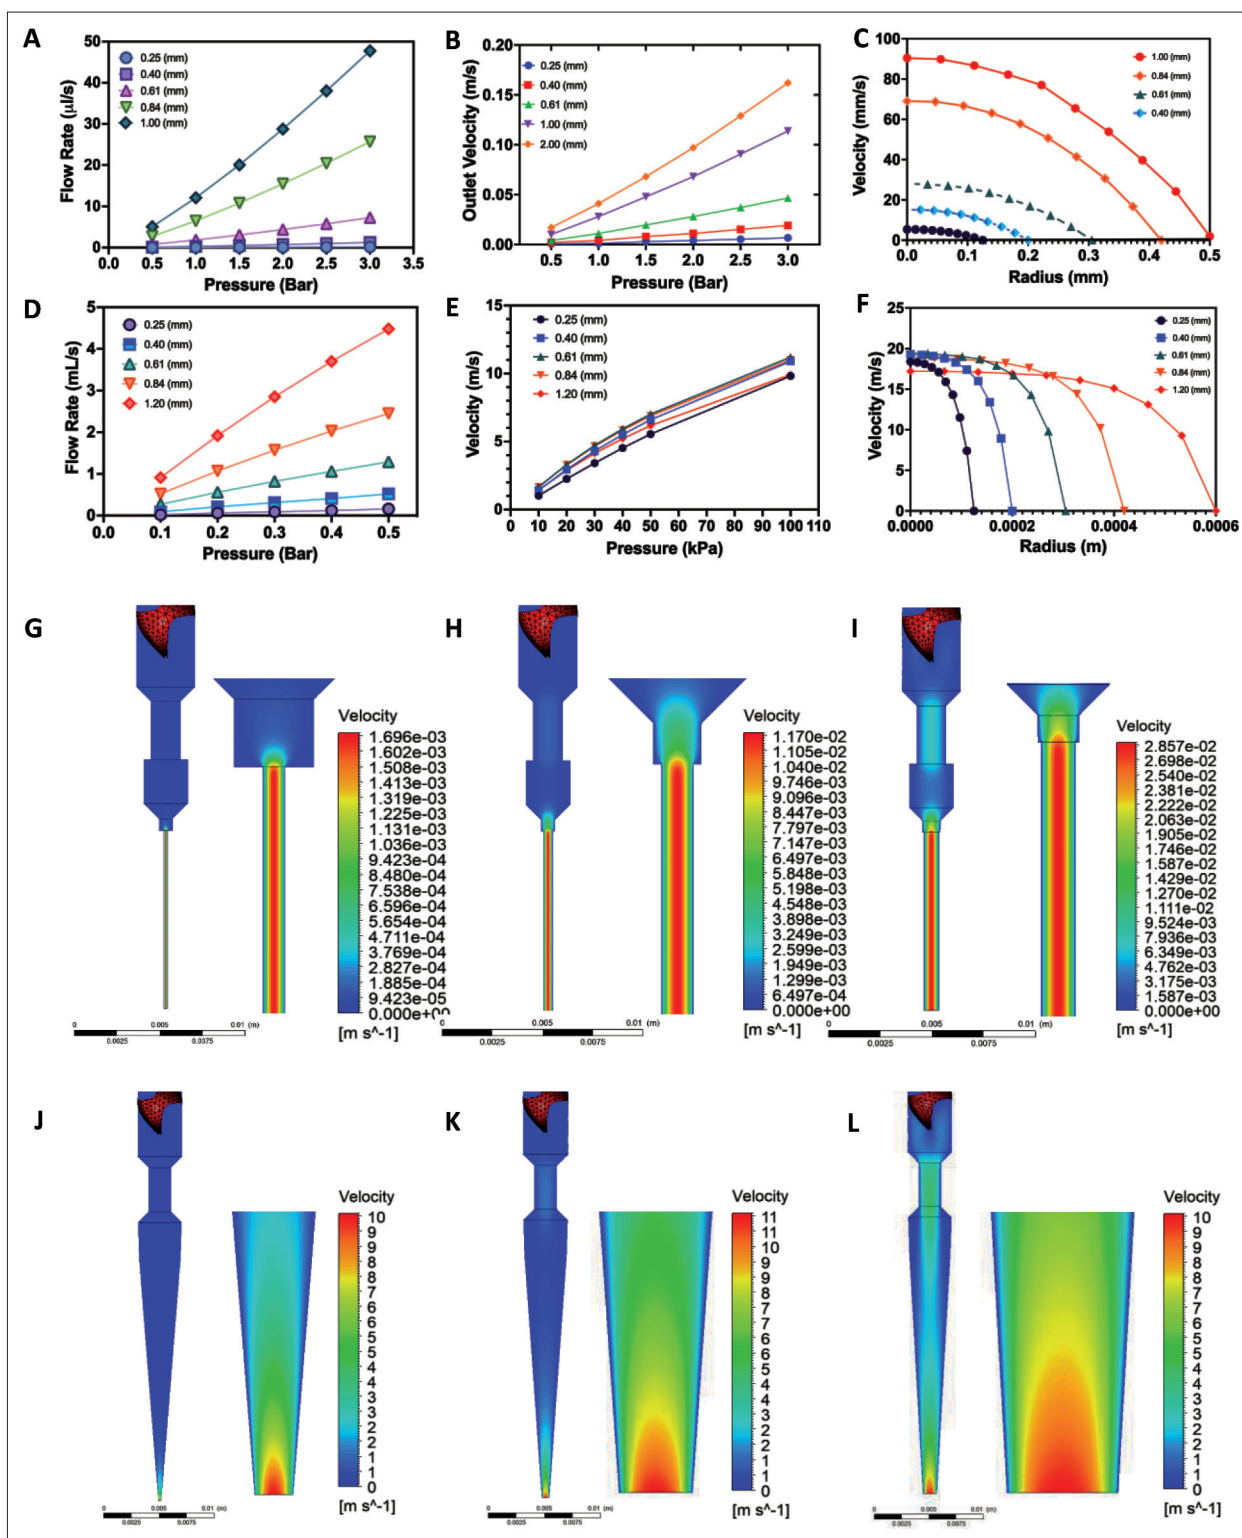 A
50
40
30
20
10
0
0.0 0.5 1.0 1.5 2.0 2.5 3.0 3.5
Flow Rate (µl/s)
Pressure (Bar)
0.25 (mm)
0.40 (mm)
0.61 (mm)
0.84 (mm)
1.00 (mm)
B
0.20
0.15
0.10
0.05
0.00
0.5 1.0 1.5 2.0 2.5 3.0
Outlet Velocity (m/s)
Pressure (Bar)
0.25 (mm)
0.40 (mm)
0.61 (mm)
1.00 (mm)
2.00 (mm)
C
100
80
60
40
20
0
0.0 0.1 0.2 0.3 0.4 0.5
Velocity (mm/s)
Radius (mm)
1.00 (mm)
0.84 (mm)
0.61 (mm)
0.40 (mm)
D
5
4
3
2
1
0
0.0 0.1 0.2 0.3 0.4 0.5
Flow Rate (mL/s)
Pressure (Bar)
0.25 (mm)
0.40 (mm)
0.61 (mm)
0.84 (mm)
1.20 (mm)
E
15
10
5
0
0 10 20 30 40 50 60 70 80 90 100 110
Velocity (m/s)
Pressure (kPa)
0.25 (mm)
0.40 (mm)
0.61 (mm)
0.84 (mm)
1.20 (mm)
F
25
20
15
10
5
0
0.0000 0.0002 0.0004 0.0006
Velocity (m/s)
Radius (m)
0.25 (mm)
0.40 (mm)
0.61 (mm)
0.84 (mm)
1.20 (mm)
G
Velocity
1.696e-03
1.602e-03
1.508e-03
1.413e-03
1.319e-03
1.225e-03
1.131e-03
1.036e-03
9.423e-04
8.480e-04
7.538e-04
6.596e-04
5.654e-04
4.711e-04
3.769e-04
2.827e-04
1.885e-04
9.423e-05
0.000e+00
[m s^-1]
0.005 0.01 (m)
0.0025 0.0075
H
Velocity
1.170e-02
1.105e-02
1.040e-02
9.746e-03
9.096e-03
8.447e-03
7.797e-03
7.147e-03
6.497e-03
5.848e-03
5.198e-03
4.548e-03
3.898e-03
3.249e-03
2.599e-03
1.949e-03
1.299e-03
6.497e-04
0.000e+00
[m s^-1]
0.005 0.01 (m)
0.0025 0.0075
I
Velocity
2.857e-02
2.698e-02
2.540e-02
2.381e-02
2.222e-02
2.063e-02
1.905e-02
1.746e-02
1.587e-02
1.429e-02
1.270e-02
1.111e-02
9.524e-03
7.936e-03
6.349e-03
4.762e-03
3.175e-03
1.587e-03
0.000e+00
[m s^-1]
0.005 0.01 (m)
0.0025 0.0075
J
Velocity
10
9
9
8
8
7
6
6
5
5
4
4
3
3
2
2
1
1
0
[m s^-1]
0.005 0.01 (m)
0.0025 0.0075
K
Velocity
11
11
10
9
9
8
7
7
6
6
5
4
4
3
2
2
1
1
0
[m s^-1]
0.005 0.01 (m)
0.0025 0.0075
L
Velocity
10
9
9
8
8
7
7
6
5
5
4
4
3
3
2
2
1
1
0
[m s^-1]
0.005 0.01 (m)
0.0025 0.0075